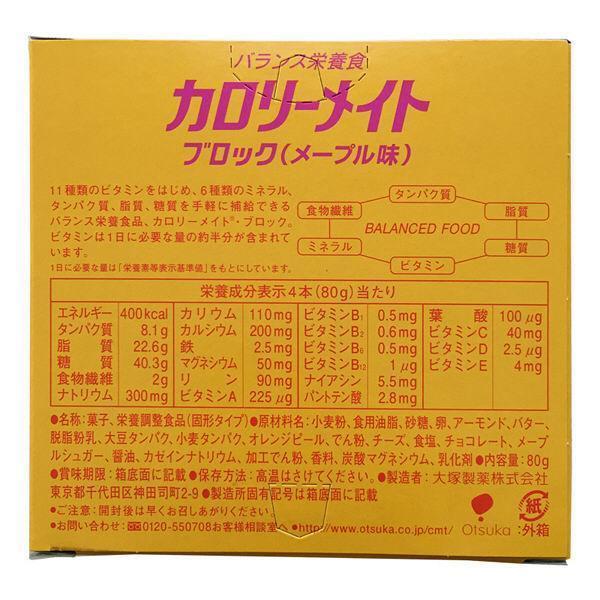 バランス栄養食
カロリーメイト
ブロック(メープル味)
11種類のビタミンをはじめ、6種類のミネラル、
タンパク質、脂質、糖質を手軽に補給できる
バランス栄養食品、カロリーメイト®・ブロック。
ビタミンは1日に必要な量の約半分が含まれて
います。
1日に必要な量は「栄養素等表示基準値」をもとにしています。
タンパク質
食物繊維 脂質
BALANCED FOOD
ミネラル 糖質
ビタミン
栄養成分表示4本(80g)当たり
エネルギー 400kcal カリウム 110mg ビタミンB1 0.5mg 葉酸 100μg
タンパク質 8.1g カルシウム 200mg ビタミンB2 0.6mg ビタミンC 40mg
脂質 22.6g 鉄 2.5mg ビタミンB6 0.5mg ビタミンD 2.5μg
糖質 40.3g マグネシウム 50mg ビタミンB12 1μg ビタミンE 4mg
食物繊維 2g リン 90mg ナイアシン 5.5mg
ナトリウム 300mg ビタミンA 225μg パントテン酸 2.8mg
●名称:菓子、栄養調整食品(固形タイプ)●原材料名:小麦粉、食用油脂、砂糖、卵、アーモンド、バター、
脱脂粉乳、大豆タンパク、小麦タンパク、オレンジピール、でん粉、チーズ、食塩、チョコレート、メープ
ルシュガー、醤油、カゼインナトリウム、加工でん粉、香料、炭酸マグネシウム、乳化剤●内容量:80g
●賞味期限:箱底面に記載●保存方法:高温はさけてください。●製造者:大塚製薬株式会社
東京都千代田区神田司町2-9●製造所固有記号は箱底面に記載
●ご注意:開封後は早くお召しあがりください。
●お問い合わせ:0120-550708お客様相談室へ ●http://www.otsuka.co.jp/cmt/
Otsuka
紙
:外箱